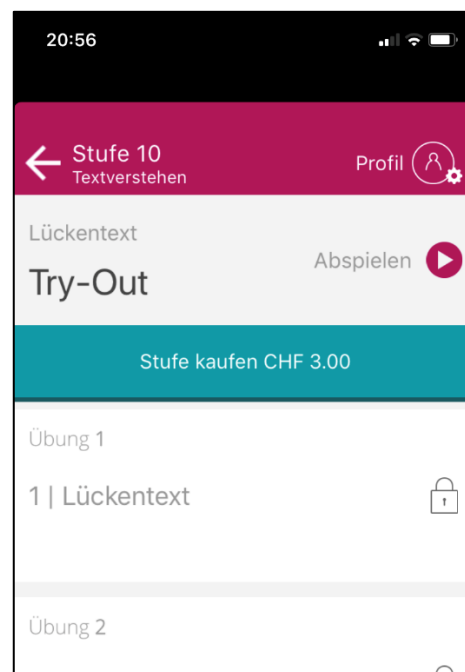 20:56
Stufe 10
Textverstehen
Profil
Lückentext
Try-Out
Abspielen
Stufe kaufen CHF 3.00
Übung 1
1 | Lückentext
Übung 2